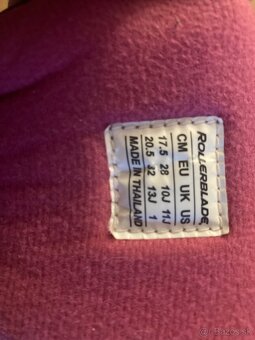 ROLLERBLADE
CM EU UK US
17.5 28 10J 11J
20.5 32 13J 1
MADE IN THAILAND